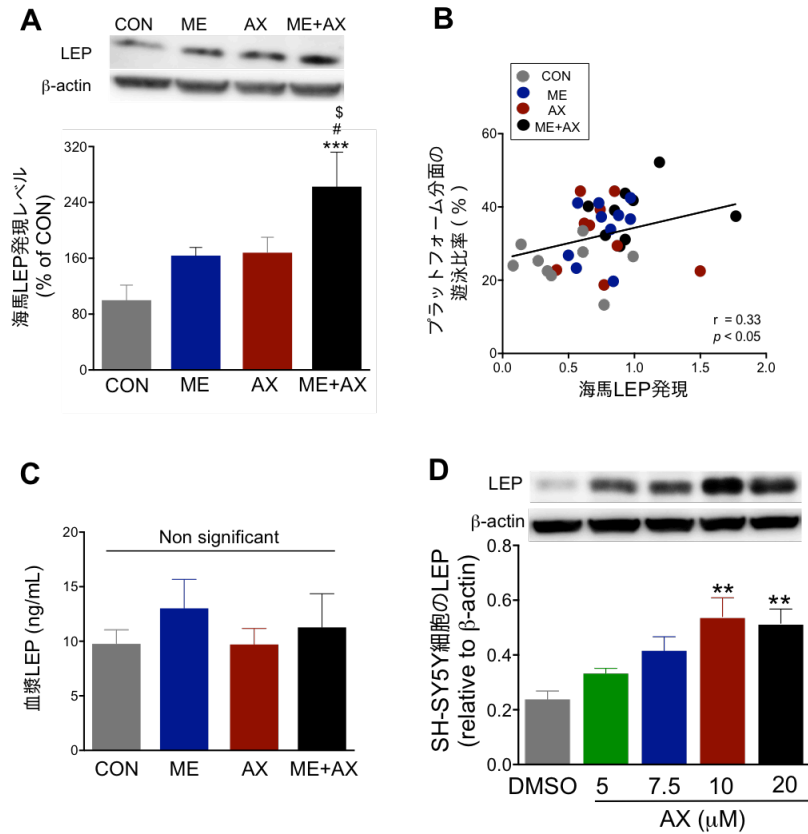 A
CON ME AX ME+AX
LEP
β-actin
海馬LEP発現レベル
(% of CON)
320
240
160
80
0
$
#
***
CON ME AX ME+AX
B
CON
ME
AX
ME+AX
プラットフォーム分面の
遊泳比率(%)
60
40
20
0
r = 0.33
p < 0.05
0.0 0.5 1.0 1.5 2.0
海馬LEP発現
C
血漿LEP (ng/mL)
20
15
10
5
0
Non significant
CON ME AX ME+AX
D
LEP
β-actin
SH-SY5Y細胞のLEP
(relative to β-actin)
0.8
0.6
0.4
0.2
0.0
** **
DMSO 5 7.5 10 20
AX (μM)